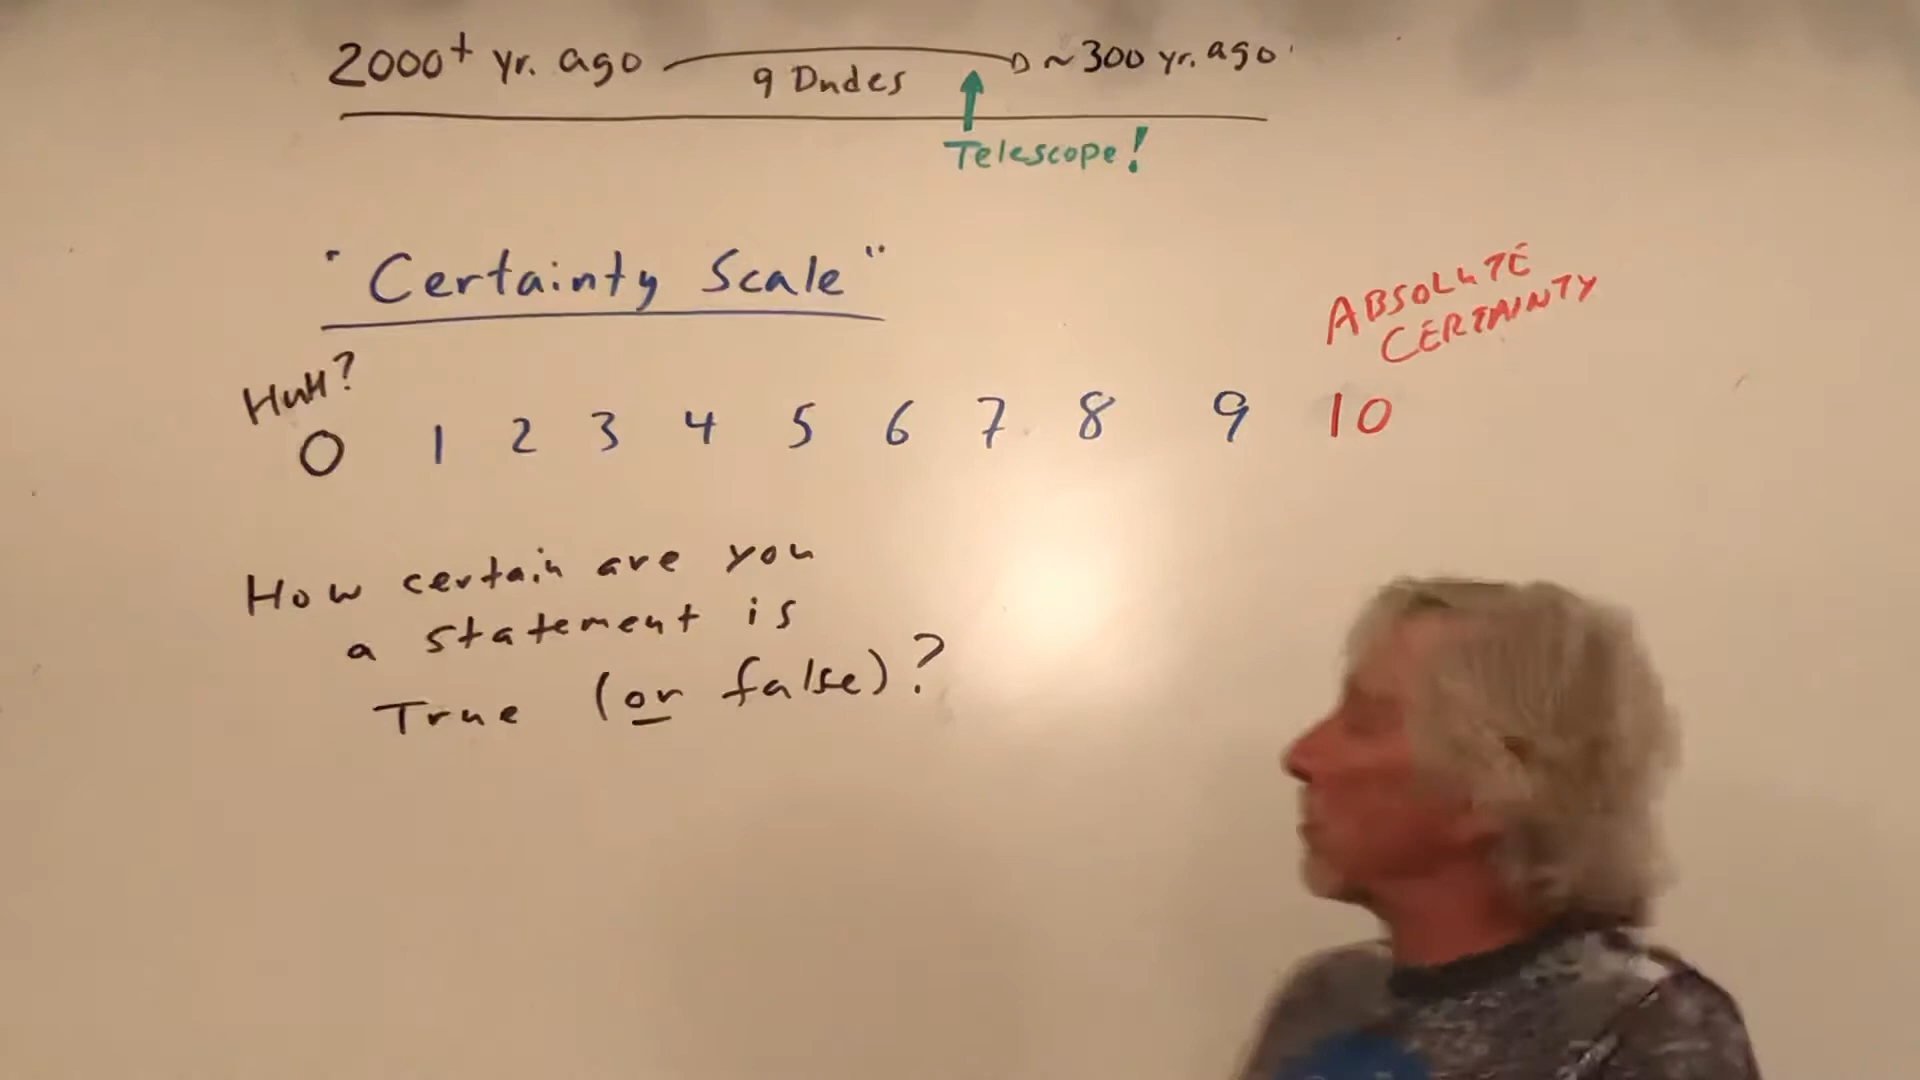 2000+ yr. ago 9 Dudes ~300 yr. ago
Telescope!
"Certainty Scale"
ABSOLUTE
CERTAINTY
HUH?
0 1 2 3 4 5 6 7 8 9 10
How certain are you
a statement is
True (or false)?